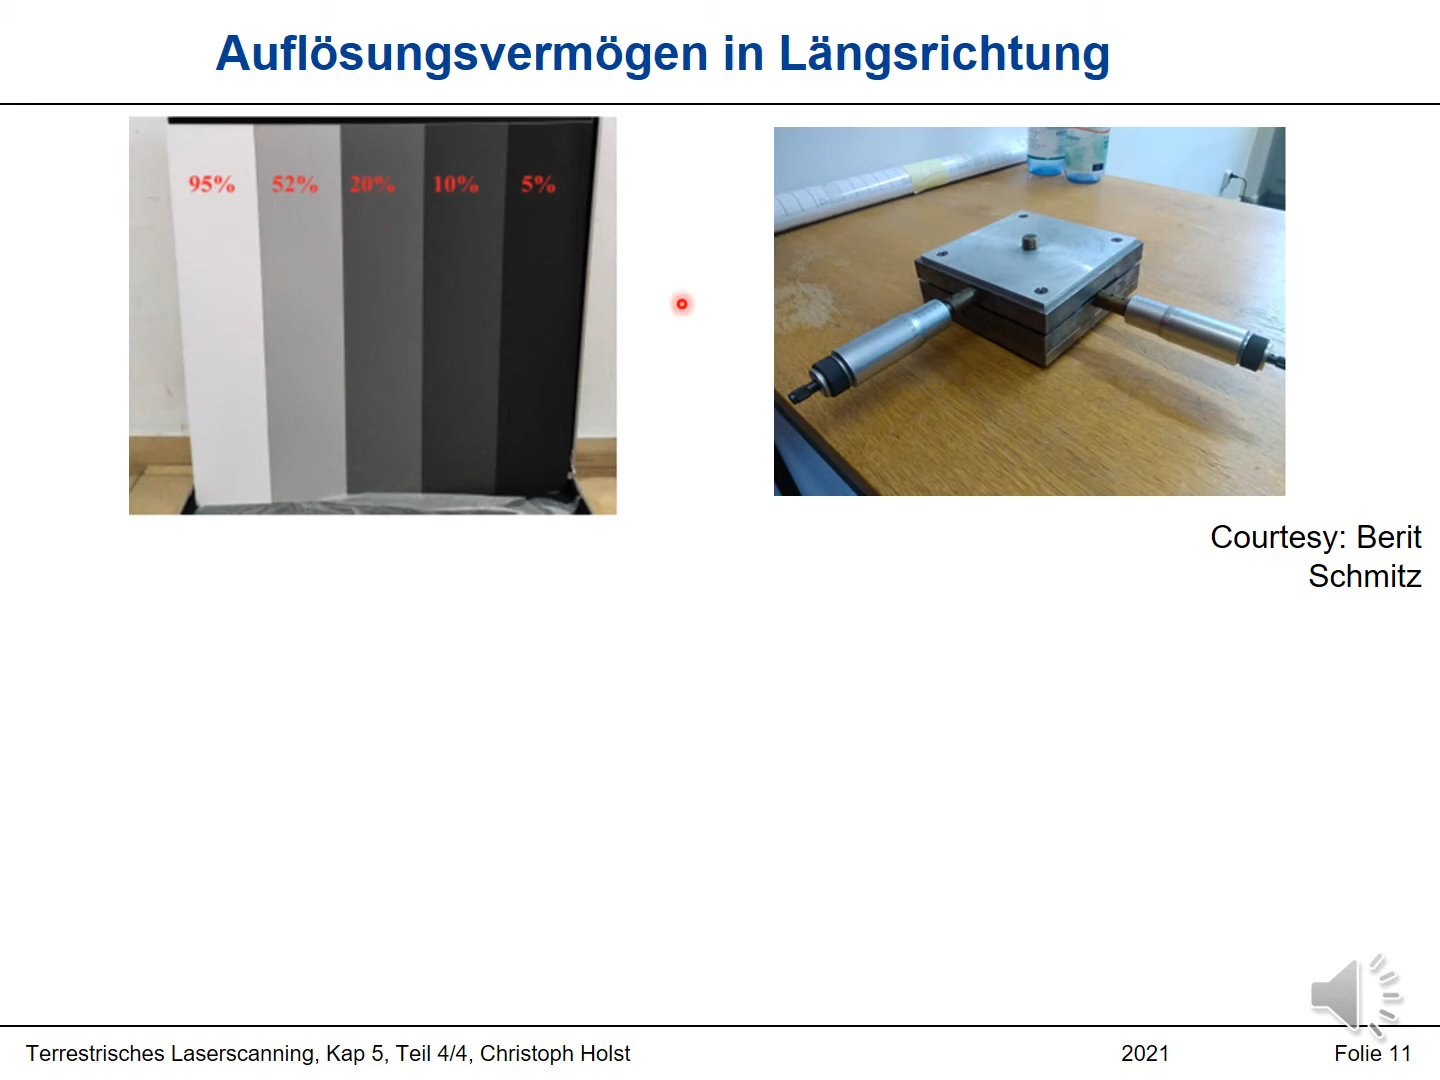 Auflösungsvermögen in Längsrichtung
95% 52% 20% 10% 5%
Courtesy: Berit
Schmitz
Terrestrisches Laserscanning, Kap 5, Teil 4/4, Christoph Holst 2021 Folie 11